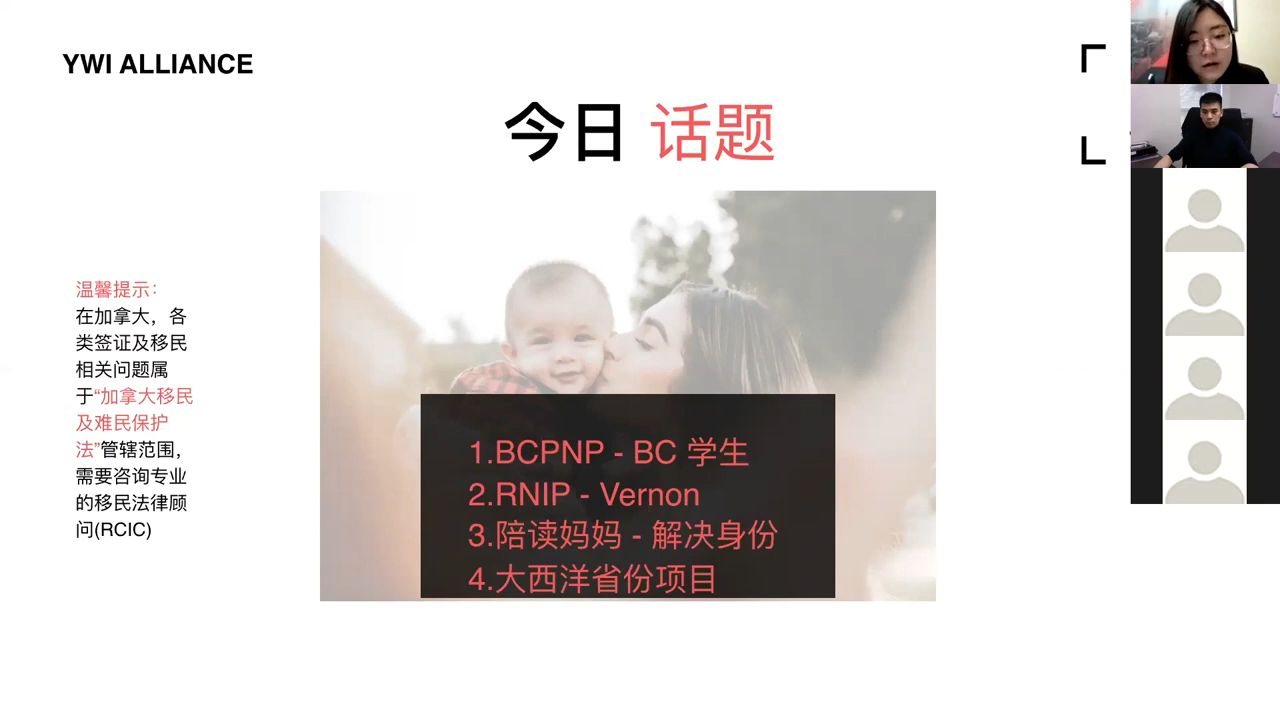 YWI ALLIANCE
今日 话题
温馨提示：
在加拿大，各
类签证及移民
相关问题属
于“加拿大移民
及难民保护
法”管辖范围，
需要咨询专业
的移民法律顾
问(RCIC)
1.BCPNP - BC 学生
2.RNIP - Vernon
3.陪读妈妈 - 解决身份
4.大西洋省份项目